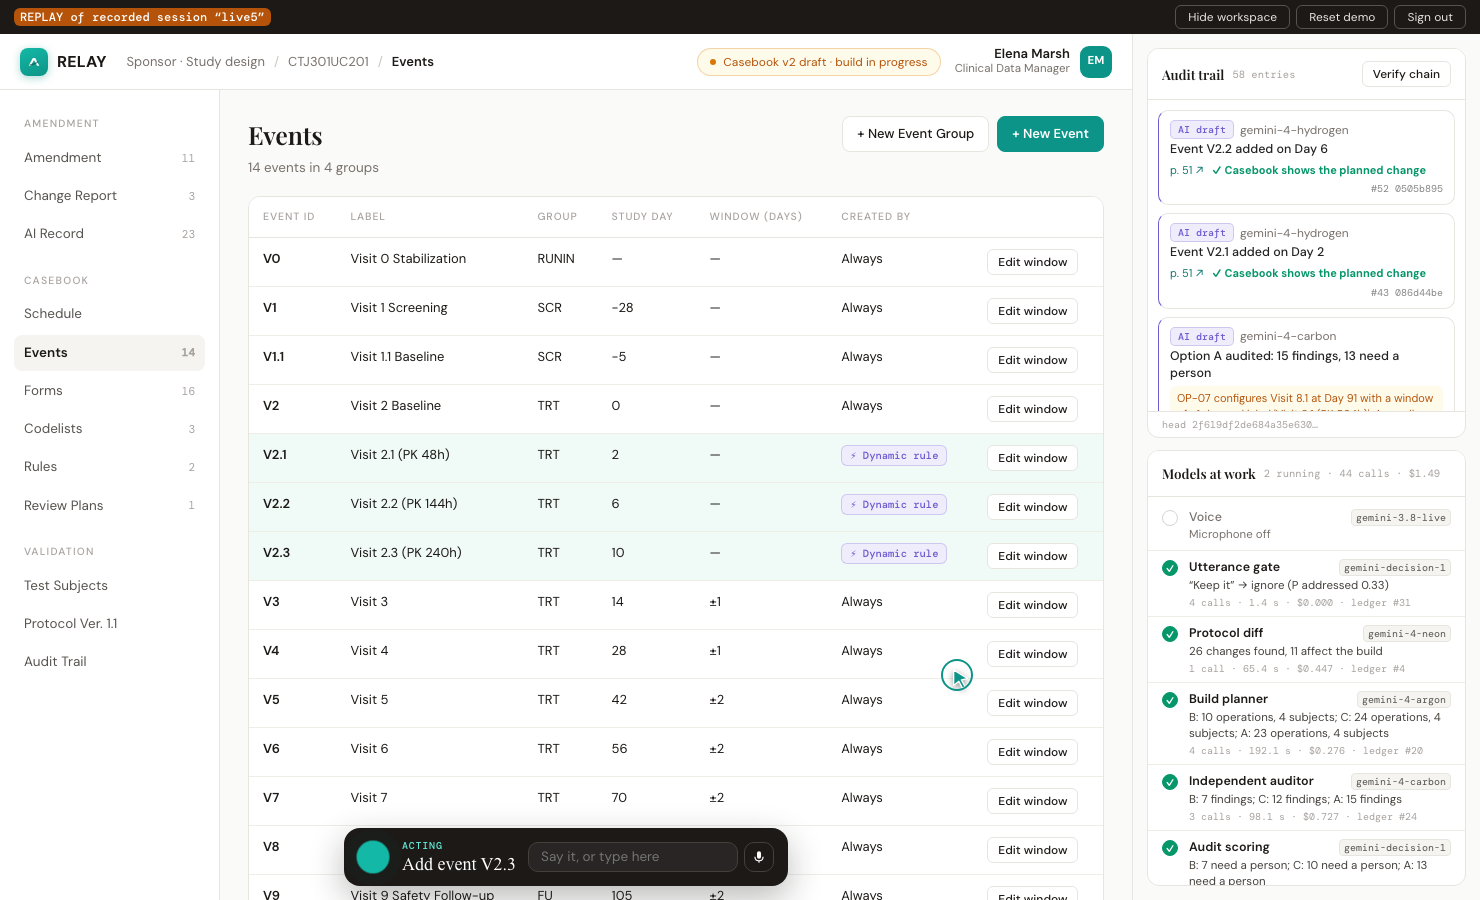 REPLAY of recorded session “live5”
Hide workspace
Reset demo
Sign out
RELAY
Sponsor · Study design / CTJ301UC201 / Events
Casebook v2 draft · build in progress
Elena Marsh
Clinical Data Manager
EM
AMENDMENT
Amendment 11
Change Report 3
AI Record 23
CASEBOOK
Schedule
Events 14
Forms 16
Codelists 3
Rules 2
Review Plans 1
VALIDATION
Test Subjects
Protocol Ver. 1.1
Audit Trail
Events
14 events in 4 groups
+ New Event Group
+ New Event
EVENT ID LABEL GROUP STUDY DAY WINDOW (DAYS) CREATED BY
V0 Visit 0 Stabilization RUNIN — — Always Edit window
V1 Visit 1 Screening SCR -28 — Always Edit window
V1.1 Visit 1.1 Baseline SCR -5 — Always Edit window
V2 Visit 2 Baseline TRT 0 — Always Edit window
V2.1 Visit 2.1 (PK 48h) TRT 2 — ⚡ Dynamic rule Edit window
V2.2 Visit 2.2 (PK 144h) TRT 6 — ⚡ Dynamic rule Edit window
V2.3 Visit 2.3 (PK 240h) TRT 10 — ⚡ Dynamic rule Edit window
V3 Visit 3 TRT 14 ±1 Always Edit window
V4 Visit 4 TRT 28 ±1 Always Edit window
V5 Visit 5 TRT 42 ±2 Always Edit window
V6 Visit 6 TRT 56 ±2 Always Edit window
V7 Visit 7 TRT 70 ±2 Always Edit window
V8 Always Edit window
V9 Visit 9 Safety Follow-up FU 105 ±2 Always Edit window
ACTING
Add event V2.3
Say it, or type here
Audit trail 58 entries
Verify chain
AI draft gemini-4-hydrogen
Event V2.2 added on Day 6
p. 51 ↗ ✓ Casebook shows the planned change
#52 0505b895
AI draft gemini-4-hydrogen
Event V2.1 added on Day 2
p. 51 ↗ ✓ Casebook shows the planned change
#43 086d44be
AI draft gemini-4-carbon
Option A audited: 15 findings, 13 need a
person
OP-07 configures Visit 8.1 at Day 91 with a window
head 2f619df2de684a35e630…
Models at work 2 running · 44 calls · $1.49
Voice gemini-3.8-live
Microphone off
Utterance gate gemini-decision-1
“Keep it” → ignore (P addressed 0.33)
4 calls · 1.4 s · $0.000 · ledger #31
Protocol diff gemini-4-neon
26 changes found, 11 affect the build
1 call · 65.4 s · $0.447 · ledger #4
Build planner gemini-4-argon
B: 10 operations, 4 subjects; C: 24 operations, 4
subjects; A: 23 operations, 4 subjects
4 calls · 192.1 s · $0.276 · ledger #20
Independent auditor gemini-4-carbon
B: 7 findings; C: 12 findings; A: 15 findings
3 calls · 98.1 s · $0.727 · ledger #24
Audit scoring gemini-decision-1
B: 7 need a person; C: 10 need a person; A: 13
need a person